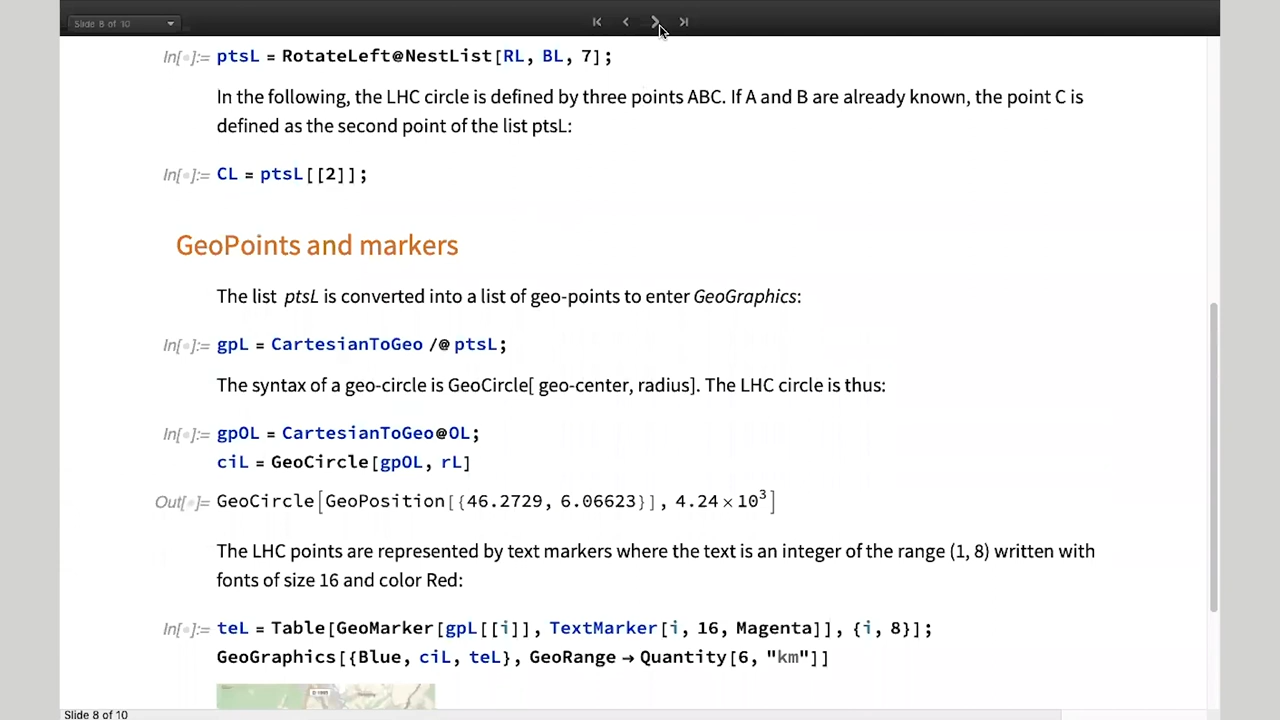 Slide 8 of 10
In[ ]:= ptsL = RotateLeft@NestList[RL, BL, 7];
In the following, the LHC circle is defined by three points ABC. If A and B are already known, the point C is
defined as the second point of the list ptsL:
In[ ]:= CL = ptsL[[2]];
GeoPoints and markers
The list ptsL is converted into a list of geo-points to enter GeoGraphics:
In[ ]:= gpL = CartesianToGeo /@ ptsL;
The syntax of a geo-circle is GeoCircle[ geo-center, radius]. The LHC circle is thus:
In[ ]:= gpOL = CartesianToGeo@OL;
ciL = GeoCircle[gpOL, rL]
Out[ ]= GeoCircle[GeoPosition[{46.2729, 6.06623}], 4.24 × 10³]
The LHC points are represented by text markers where the text is an integer of the range (1, 8) written with
fonts of size 16 and color Red:
In[ ]:= teL = Table[GeoMarker[gpL[[i]], TextMarker[i, 16, Magenta]], {i, 8}];
GeoGraphics[{Blue, ciL, teL}, GeoRange → Quantity[6, "km"]]
Slide 8 of 10